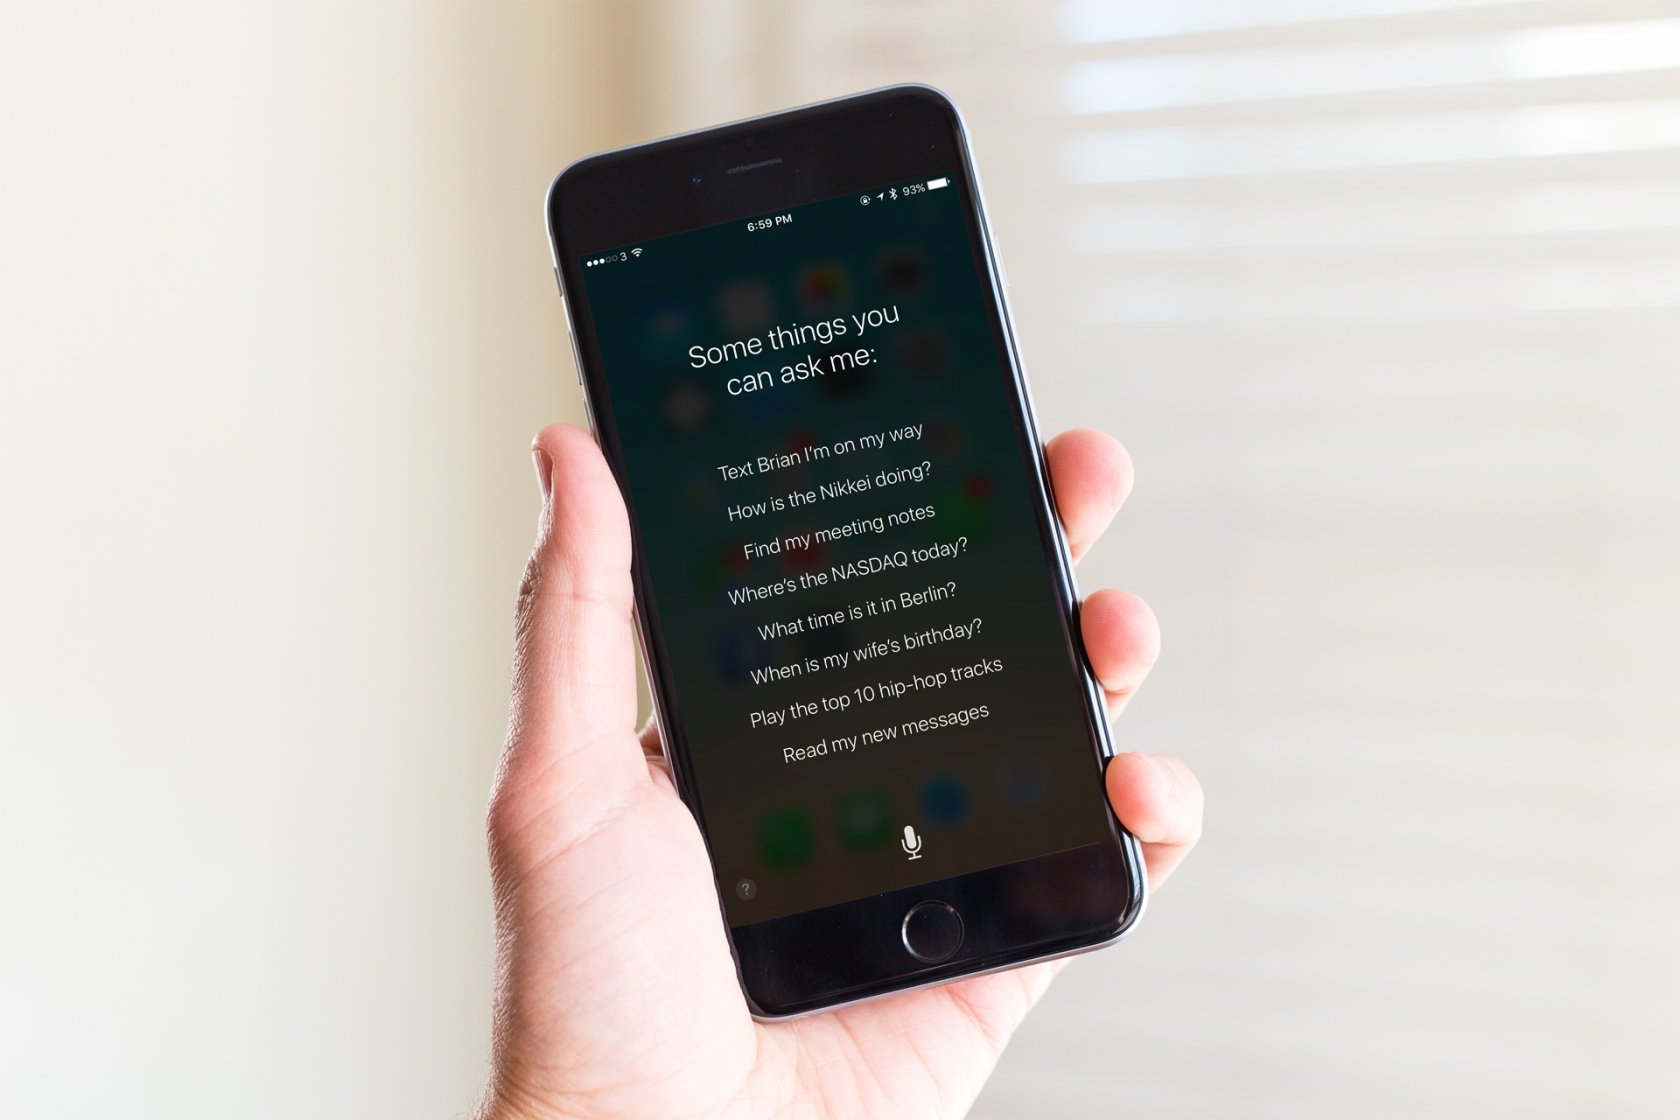 6:59 PM
93%
3
Some things you
can ask me:
Text Brian I'm on my way
How is the Nikkei doing?
Find my meeting notes
Where's the NASDAQ today?
What time is it in Berlin?
When is my wife's birthday?
Play the top 10 hip-hop tracks
Read my new messages
?